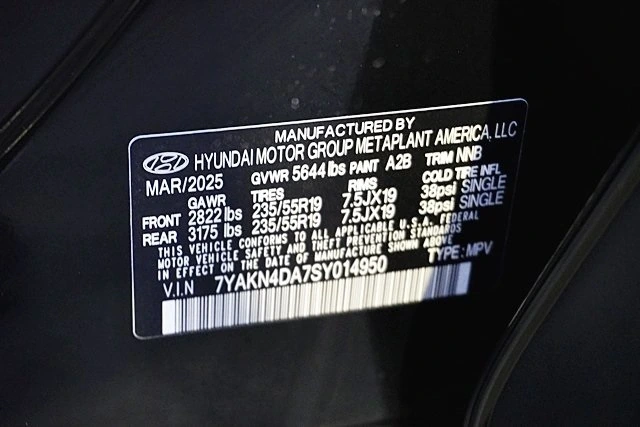 MANUFACTURED BY
HYUNDAI MOTOR GROUP METAPLANT AMERICA, LLC
MAR/2025 GVWR 5644 lbs PAINT A2B TRIM NNB
GAWR TIRES RIMS COLD TIRE INFL
FRONT 2822 lbs 235/55R19 7.5JX19 38psi SINGLE
REAR 3175 lbs 235/55R19 7.5JX19 38psi SINGLE
THIS VEHICLE CONFORMS TO ALL APPLICABLE U.S.A. FEDERAL
MOTOR VEHICLE SAFETY AND THEFT PREVENTION STANDARDS
IN EFFECT ON THE DATE OF MANUFACTURE SHOWN ABOVE
V.I.N 7YAKN4DA7SY014950 TYPE: MPV